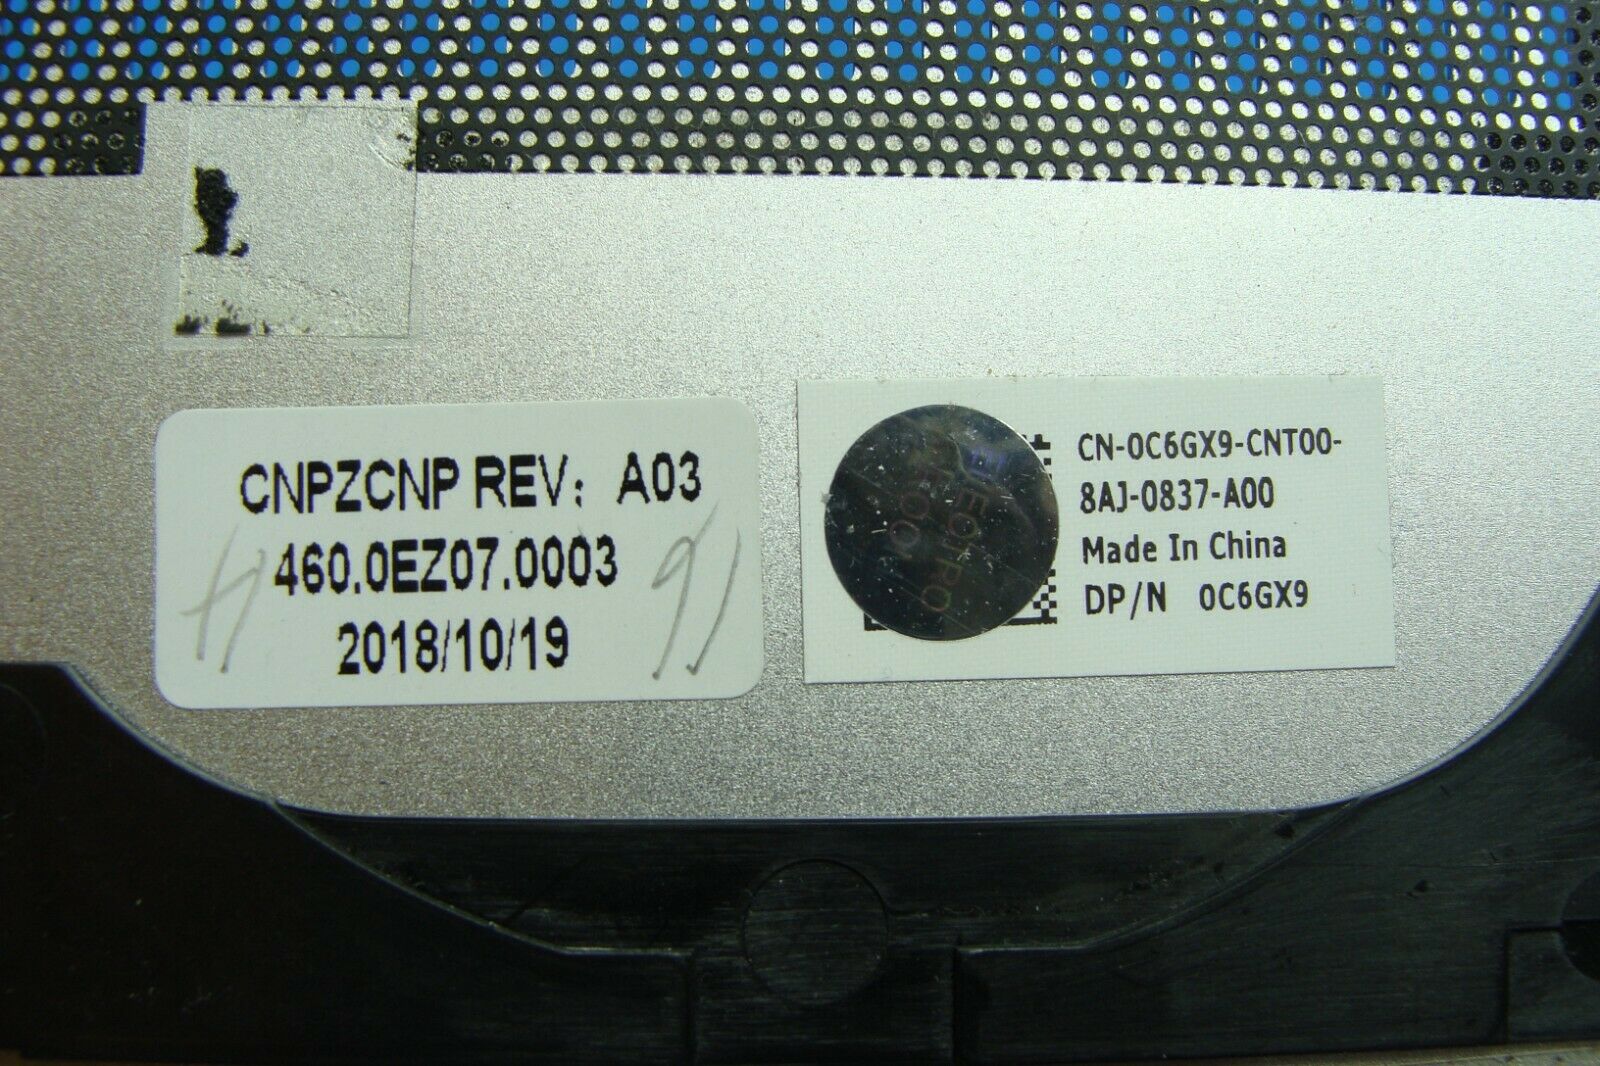 CNPZCNP REV: A03
460.0EZ07.0003
2018/10/19
CN-0C6GX9-CNT00-
8AJ-0837-A00
Made In China
DP/N 0C6GX9